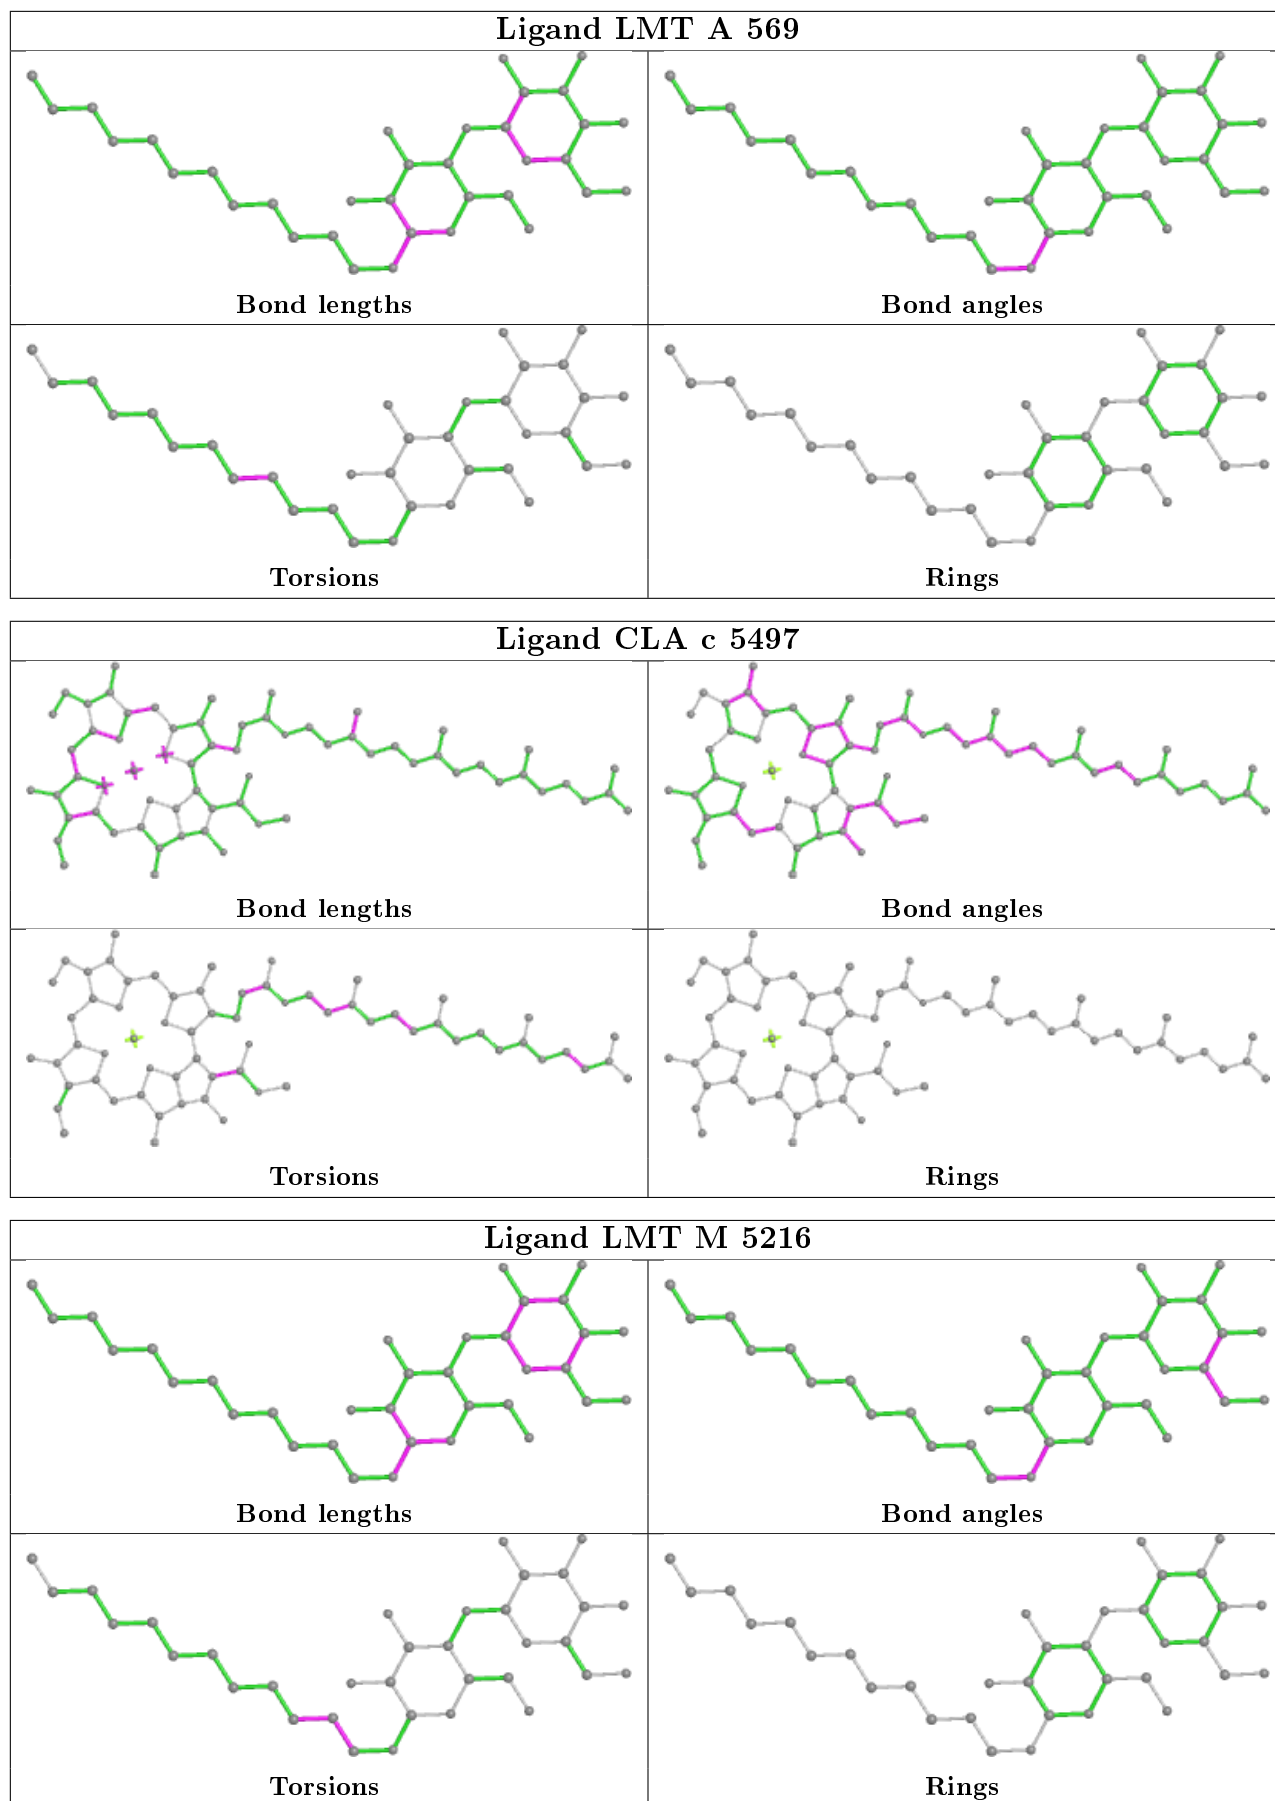 Ligand LMT A 569
Bond lengths
Bond angles
Torsions
Rings
Ligand CLA c 5497
Bond lengths
Bond angles
Torsions
Rings
Ligand LMT M 5216
Bond lengths
Bond angles
Torsions
Rings